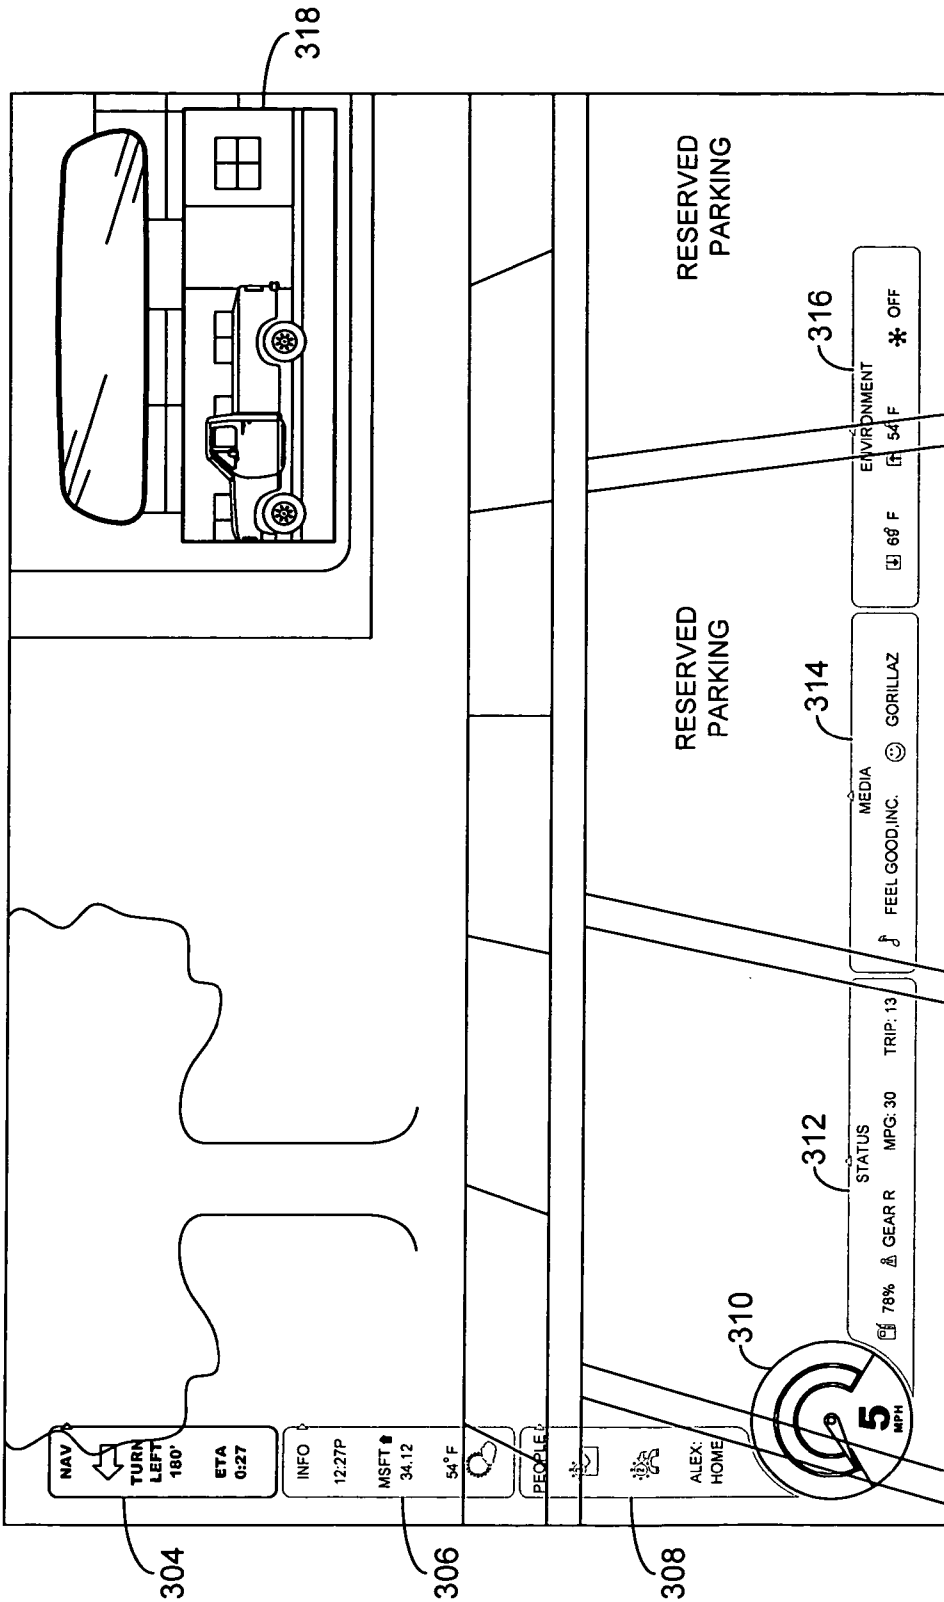 318
NAV
TURN
LEFT
180'
ETA
0:27
304
INFO
12:27P
MSFT
34.12
54° F
306
PEOPLE
ALEX:
HOME
308
RESERVED
PARKING
RESERVED
PARKING
310
5
MPH
312
STATUS
78% GEAR R MPG: 30 TRIP: 13
314
MEDIA
FEEL GOOD,INC. GORILLAZ
316
ENVIRONMENT
69° F 54° F OFF